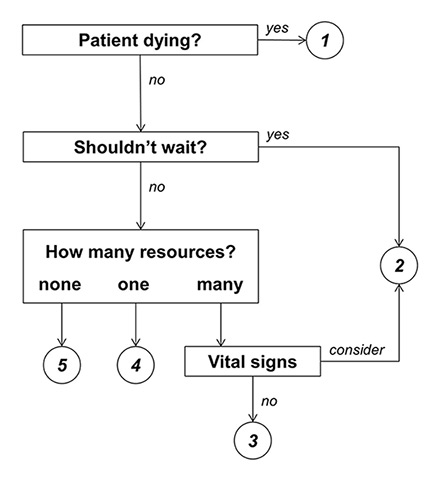 Patient dying?
yes
1
no
Shouldn't wait?
yes
no
How many resources?
none one many
2
5
4
Vital signs
consider
no
3